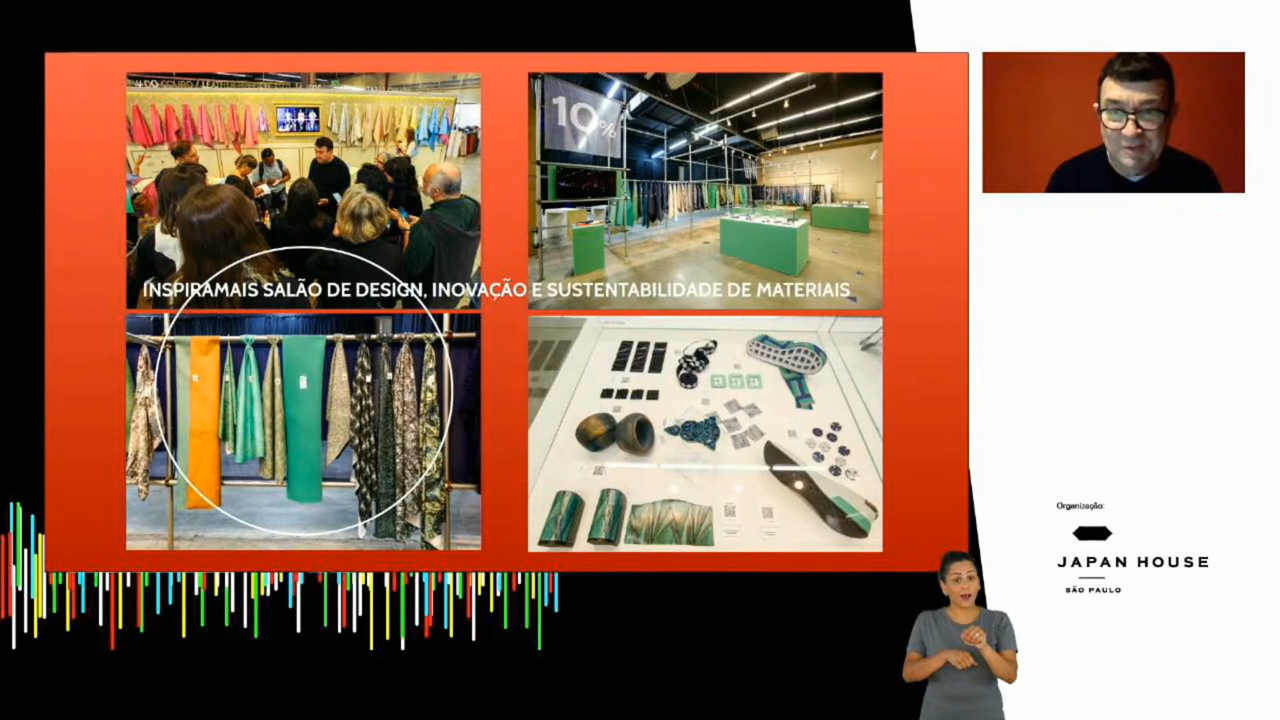 10%
INSPIRAMAIS SALÃO DE DESIGN, INOVAÇÃO E SUSTENTABILIDADE DE MATERIAIS
Organização:
JAPAN HOUSE
SÃO PAULO